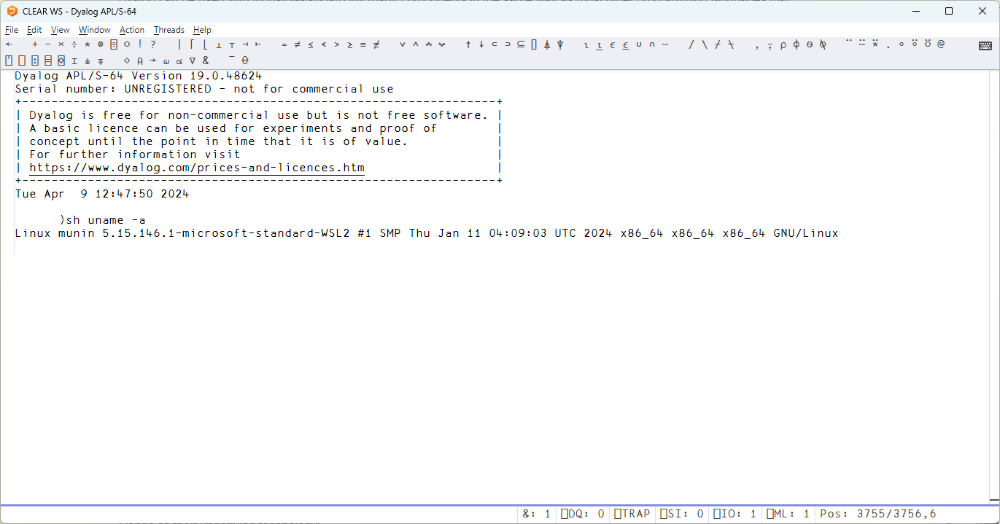 CLEAR WS - Dyalog APL/S-64
File Edit View Window Action Threads Help
← + - × ÷ * ⍟ ⌹ ○ ! ? | ⌈ ⌊ ⊥ ⊤ ⊣ ⊢ = ≠ ≤ < > ≥ ≡ ≢ ∨ ∧ ⍲ ⍱ ↑ ↓ ⊂ ⊃ ⊆ ⌷ ⍋ ⍒ ⍳ ⍸ ∊ ⍷ ∪ ∩ ~ / \ ⌿ ⍀ , ⍪ ⍴ ⌽ ⊖ ⍉ ¨ ⍨ ⍣ . ∘ ⍤ ⍥ @
⍞ ⎕ ⍠ ⌸ ⌺ ⌶ ⍎ ⍕ ⋄ ⍝ → ⍵ ⍺ ∇ & ¯ ⍬
Dyalog APL/S-64 Version 19.0.48624
Serial number: UNREGISTERED - not for commercial use
+-----------------------------------------------------------------+
| Dyalog is free for non-commercial use but is not free software. |
| A basic licence can be used for experiments and proof of        |
| concept until the point in time that it is of value.            |
| For further information visit                                   |
| https://www.dyalog.com/prices-and-licences.htm                  |
+-----------------------------------------------------------------+
Tue Apr  9 12:47:50 2024
      )sh uname -a
Linux munin 5.15.146.1-microsoft-standard-WSL2 #1 SMP Thu Jan 11 04:09:03 UTC 2024 x86_64 x86_64 x86_64 GNU/Linux
&: 1 ⎕DQ: 0 ⎕TRAP ⎕SI: 0 ⎕IO: 1 ⎕ML: 1 Pos: 3755/3756,6